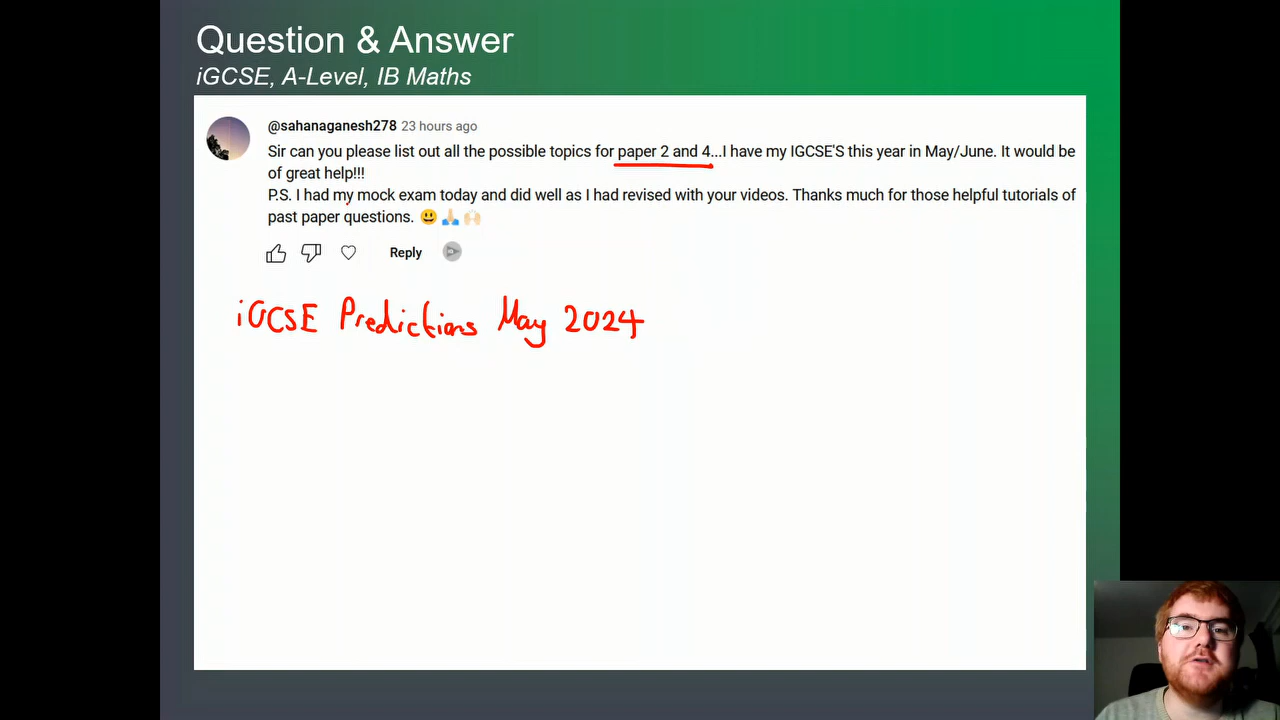 Question & Answer
iGCSE, A-Level, IB Maths
@sahanaganesh278 23 hours ago
Sir can you please list out all the possible topics for paper 2 and 4...I have my IGCSE'S this year in May/June. It would be
of great help!!!
P.S. I had my mock exam today and did well as I had revised with your videos. Thanks much for those helpful tutorials of
past paper questions. 😃🙏🙌🏻
Reply
iGCSE Predictions May 2024